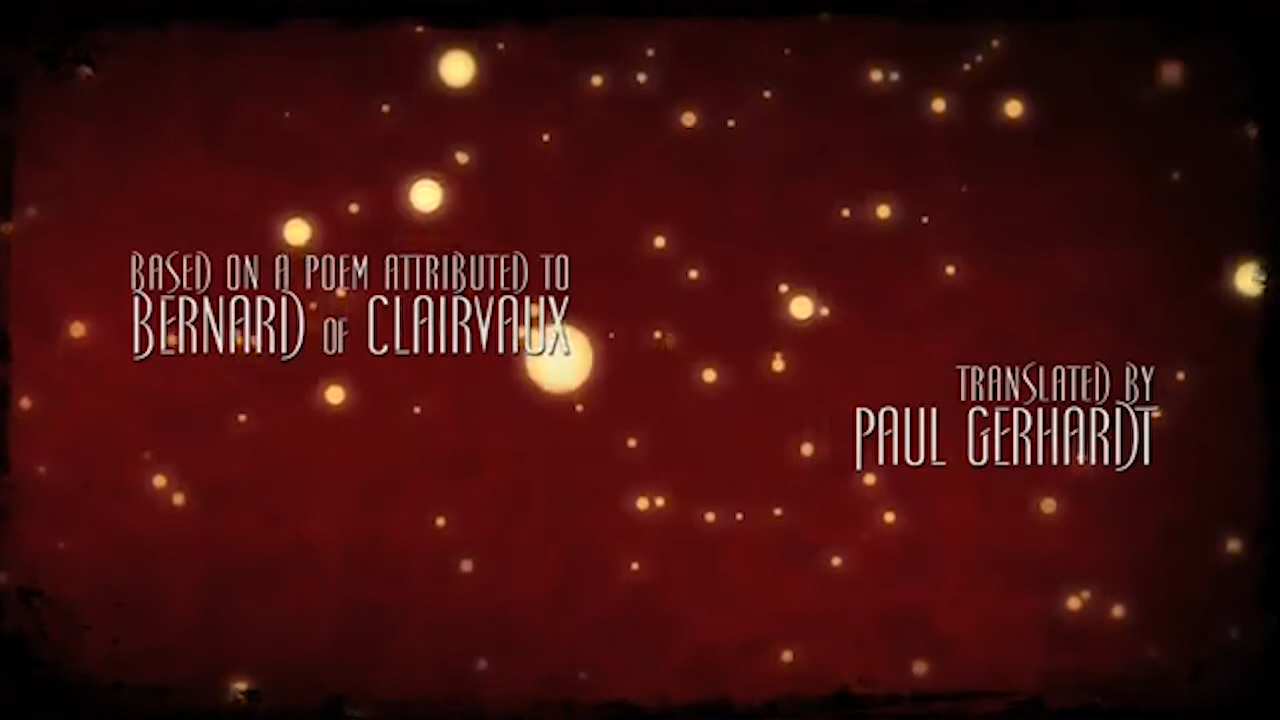 BASED ON A POEM ATTRIBUTED TO
BERNARD OF CLAIRVAUX
TRANSLATED BY
PAUL GERHARDT